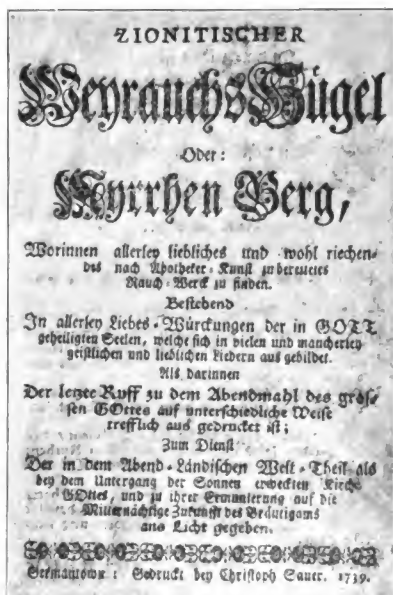 ZIONITISCHER
Weyrauchs Hügel
Oder:
Myrrhen Berg,
Worinnen allerley liebliches und wohl riechen-
des nach Apotheker-Kunst zubereitetes
Rauch-Werck zu finden.
Bestehend
In allerley Liebes-Würckungen der in GOTT
geheiligten Seelen, welche sich in vielen und mancherley
geistlichen und lieblichen Liedern aus gebildet.
Als darinnen
Der letzte Ruff zu dem Abendmahl des gros-
sen GOttes auf unterschiedliche Weise
trefflich aus gedrucket ist;
Zum Dienst
Der in dem Abend-Ländischen Welt-Theil als
bey dem Untergang der Sonnen erweckten Kirche
GOttes, und zu ihrer Ermunterung auf die
Mitternächtige Zukunfft des Bräutigams
ans Licht gegeben.
Germantown: Gedruckt bey Christoph Sauer. 1739.